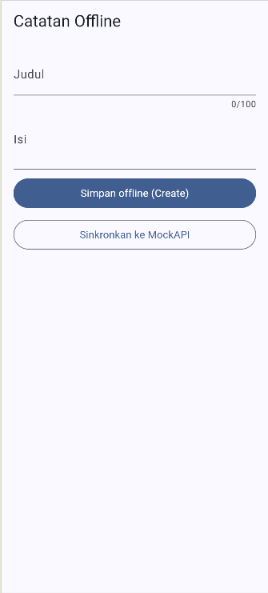 Catatan Offline
Judul
0/100
Isi
Simpan offline (Create)
Sinkronkan ke MockAPI